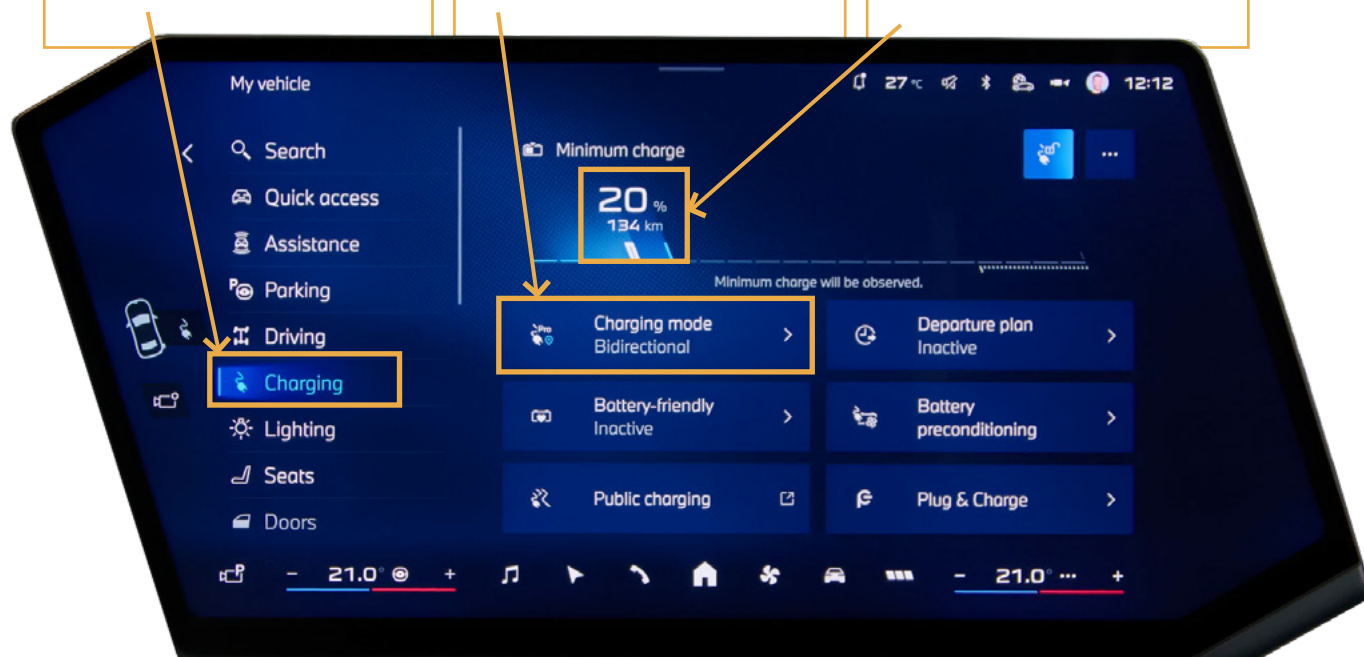 My vehicle
27 °C
12:12
Search
Quick access
Assistance
Parking
Driving
Charging
Lighting
Seats
Doors
Minimum charge
20 %
134 km
Minimum charge will be observed.
Pro
Charging mode
Bidirectional
Departure plan
Inactive
Battery-friendly
Inactive
Battery
preconditioning
Public charging
Plug & Charge
P
- 21.0° +
- 21.0° ••• +